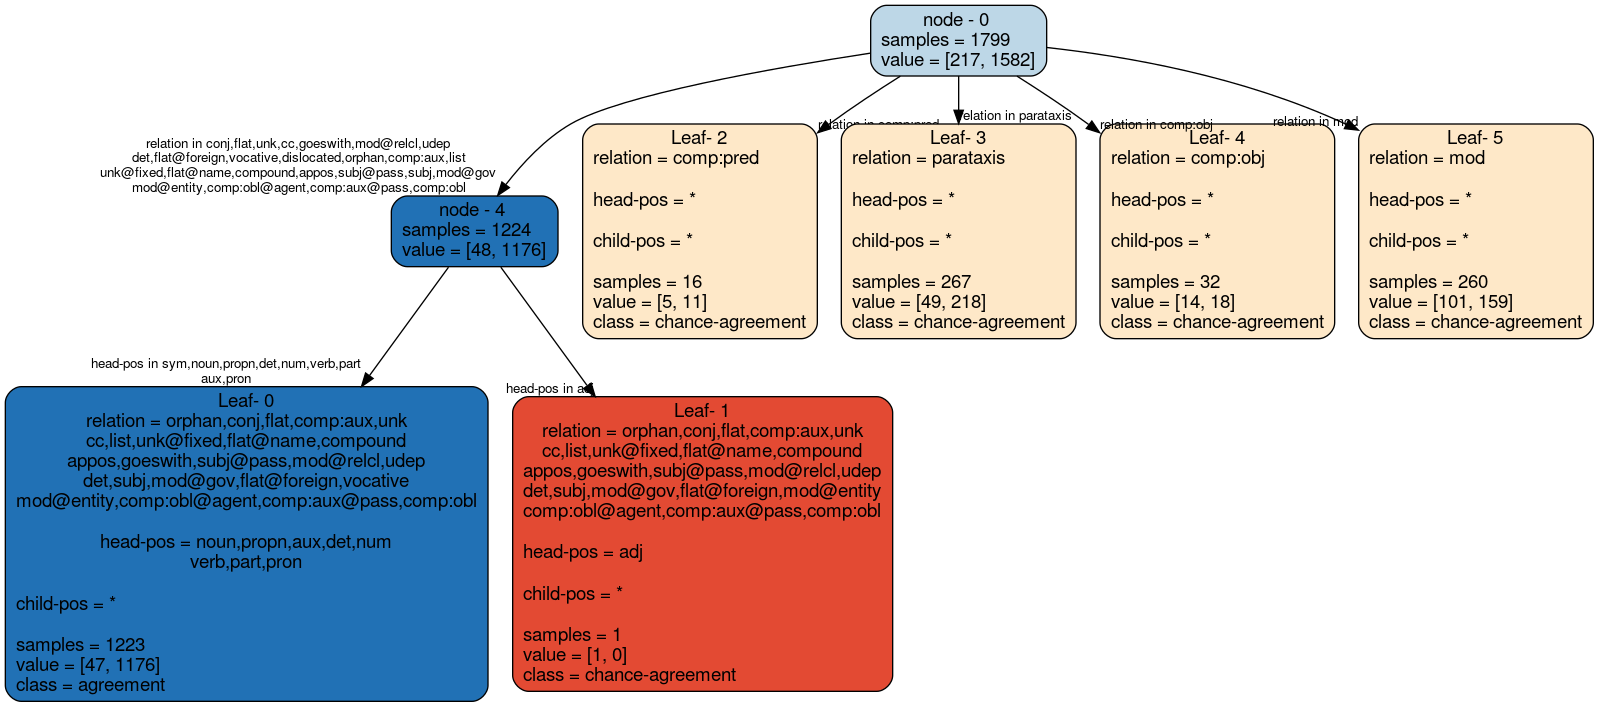 node - 0
samples = 1799
value = [217, 1582]
relation in conj,flat,unk,cc,goeswith,mod@relcl,udep
det,flat@foreign,vocative,dislocated,orphan,comp:aux,list
unk@fixed,flat@name,compound,appos,subj@pass,subj,mod@gov
mod@entity,comp:obl@agent,comp:aux@pass,comp:obl
relation in comp:pred
relation in parataxis
relation in comp:obj
relation in mod
node - 4
samples = 1224
value = [48, 1176]
Leaf- 2
relation = comp:pred
head-pos = *
child-pos = *
samples = 16
value = [5, 11]
class = chance-agreement
Leaf- 3
relation = parataxis
head-pos = *
child-pos = *
samples = 267
value = [49, 218]
class = chance-agreement
Leaf- 4
relation = comp:obj
head-pos = *
child-pos = *
samples = 32
value = [14, 18]
class = chance-agreement
Leaf- 5
relation = mod
head-pos = *
child-pos = *
samples = 260
value = [101, 159]
class = chance-agreement
head-pos in sym,noun,propn,det,num,verb,part
aux,pron
head-pos in adj
Leaf- 0
relation = orphan,conj,flat,comp:aux,unk
cc,list,unk@fixed,flat@name,compound
appos,goeswith,subj@pass,mod@relcl,udep
det,subj,mod@gov,flat@foreign,vocative
mod@entity,comp:obl@agent,comp:aux@pass,comp:obl
head-pos = noun,propn,aux,det,num
verb,part,pron
child-pos = *
samples = 1223
value = [47, 1176]
class = agreement
Leaf- 1
relation = orphan,conj,flat,comp:aux,unk
cc,list,unk@fixed,flat@name,compound
appos,goeswith,subj@pass,mod@relcl,udep
det,subj,mod@gov,flat@foreign,mod@entity
comp:obl@agent,comp:aux@pass,comp:obl
head-pos = adj
child-pos = *
samples = 1
value = [1, 0]
class = chance-agreement